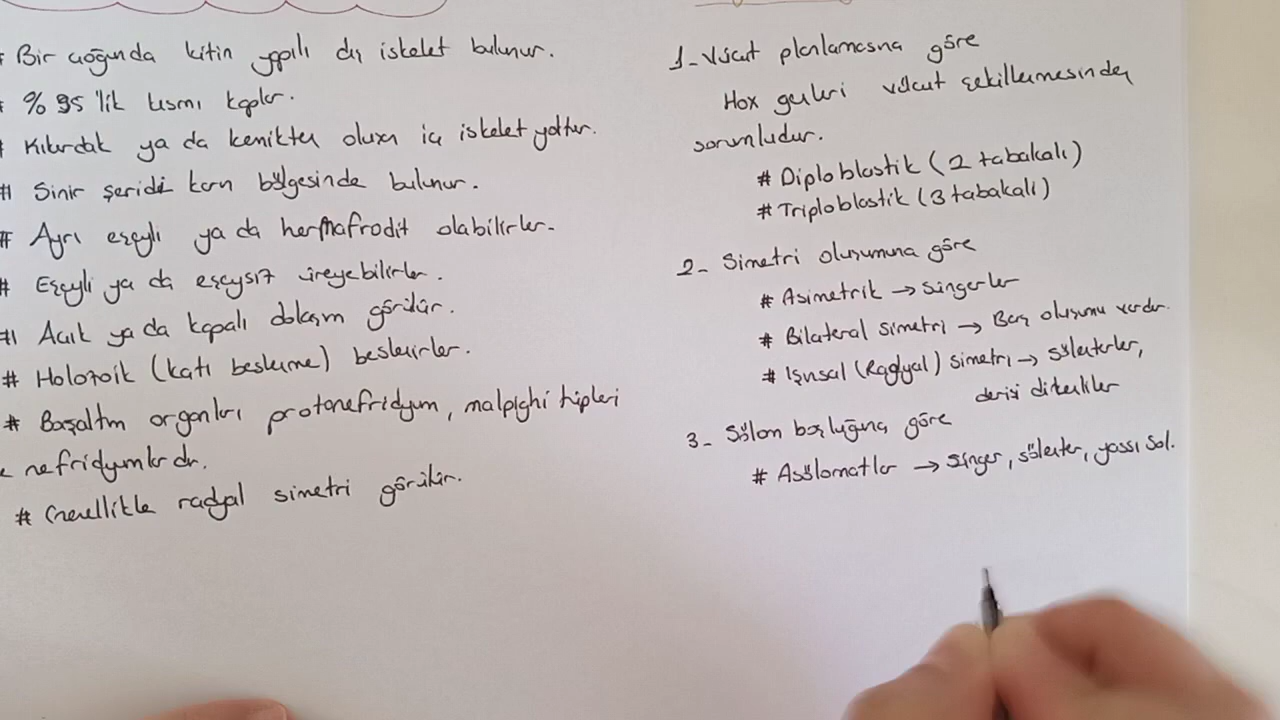 # Bir çoğunda kitin yapılı dış iskelet bulunur.
# % 95 'lik kısmı kaplar.
# Kıkırdak ya da kemikten oluşan iç iskelet yoktur.
# Sinir şeridi karın bölgesinde bulunur.
# Ayrı eşeyli ya da hermafrodit olabilirler.
# Eşeyli ya da eşeysiz üreyebilirler.
# Açık ya da kapalı dolaşım görülür.
# Holozoik (katı beslenme) beslenirler.
# Boşaltım organları protonefridyum, malpighi tüpleri
nefridyumlardır.
# Genellikle radyal simetri görülür.
1- Vücut planlamasına göre
Hox genleri vücut şekillenmesinden
sorumludur.
# Diploblastik (2 tabakalı)
# Triploblastik (3 tabakalı)
2- Simetri oluşumuna göre
# Asimetrik → süngerler
# Bilateral simetri → Baş oluşumu vardır.
# Işınsal (Radyal) simetri → sölenterler,
derisi dikenliler
3- Sölom boşluğuna göre
# Asölomatlar → sünger, sölenter, yassı sol.